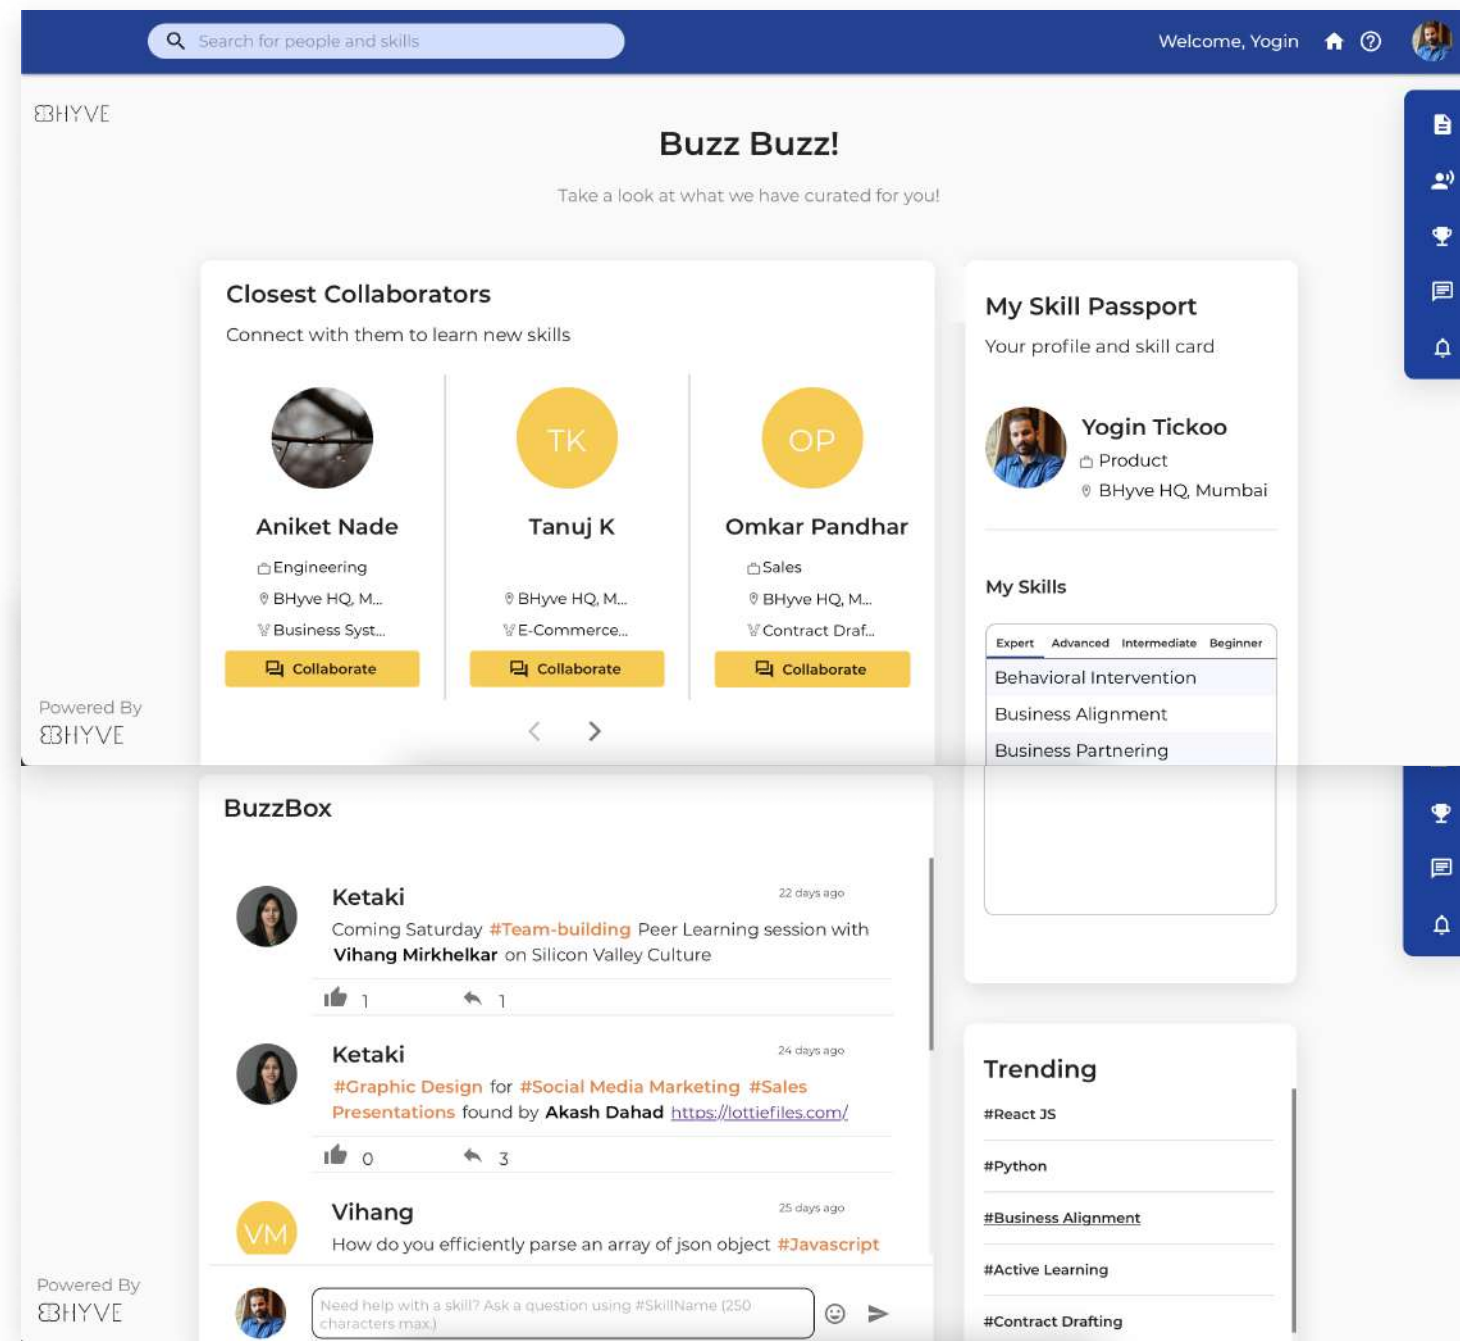 Search for people and skills
Welcome, Yogin
BHYVE
Buzz Buzz!
Take a look at what we have curated for you!
Closest Collaborators
Connect with them to learn new skills
TK
OP
Aniket Nade
Tanuj K
Omkar Pandhar
Engineering
Sales
BHyve HQ, M...
BHyve HQ, M...
BHyve HQ, M...
Business Syst...
E-Commerce...
Contract Draf...
Collaborate
Collaborate
Collaborate
My Skill Passport
Your profile and skill card
Yogin Tickoo
Product
BHyve HQ, Mumbai
My Skills
Expert Advanced Intermediate Beginner
Behavioral Intervention
Business Alignment
Business Partnering
Powered By
BHYVE
BuzzBox
Ketaki
22 days ago
Coming Saturday #Team-building Peer Learning session with
Vihang Mirkhelkar on Silicon Valley Culture
1 1
Ketaki
24 days ago
#Graphic Design for #Social Media Marketing #Sales
Presentations found by Akash Dahad https://lottiefiles.com/
0 3
VM
Vihang
25 days ago
How do you efficiently parse an array of json object #Javascript
Need help with a skill? Ask a question using #SkillName (250
characters max.)
Trending
#React JS
#Python
#Business Alignment
#Active Learning
#Contract Drafting
Powered By
BHYVE